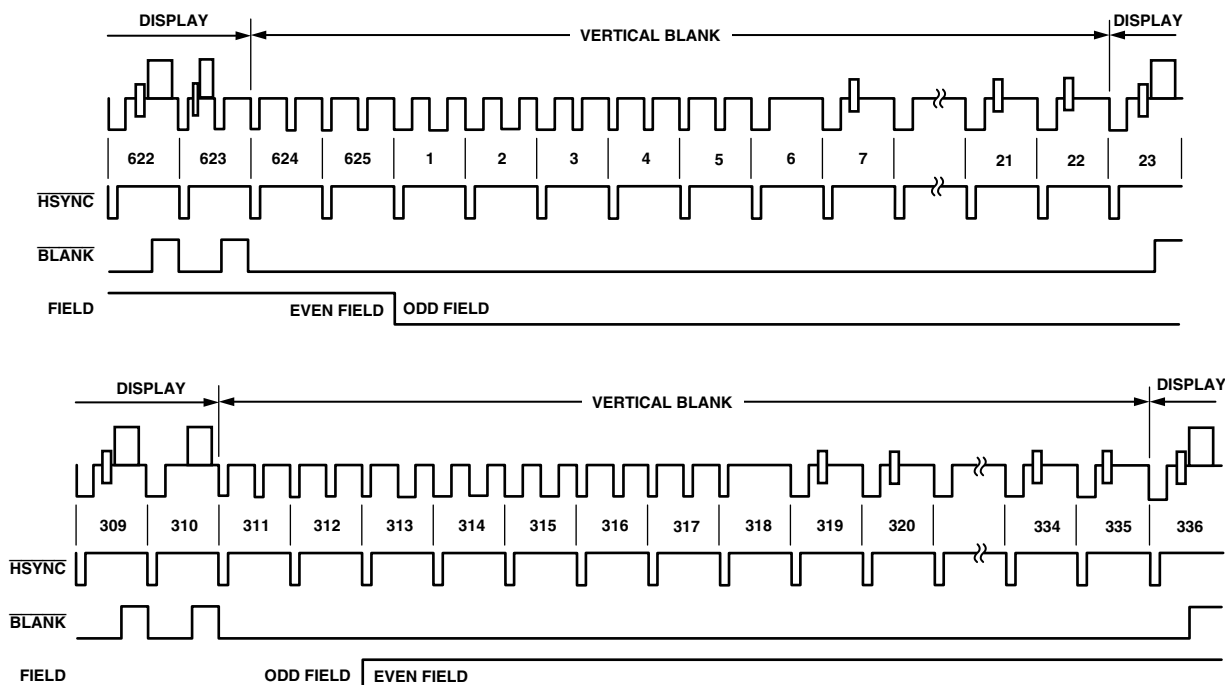 DISPLAY VERTICAL BLANK DISPLAY
622 623 624 625 1 2 3 4 5 6 7 21 22 23
HSYNC
BLANK
FIELD EVEN FIELD ODD FIELD
DISPLAY VERTICAL BLANK DISPLAY
309 310 311 312 313 314 315 316 317 318 319 320 334 335 336
HSYNC
BLANK
FIELD ODD FIELD EVEN FIELD